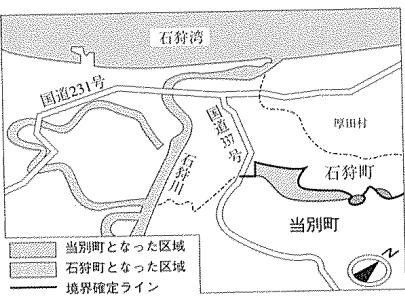 石狩湾
国道231号
国道337号
厚田村
石狩川
石狩町
当別町
当別町となった区域
石狩町となった区域
境界確定ライン
N